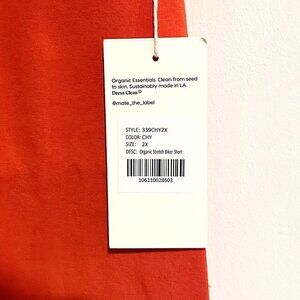 Organic Essentials. Clean from seed
to skin. Sustainably made in LA.
Dress Clean®
@mate_the_label
STYLE: 339CHY2X
COLOR: CHY
SIZE: 2X
DESC: Organic Stretch Biker Short
106110028603